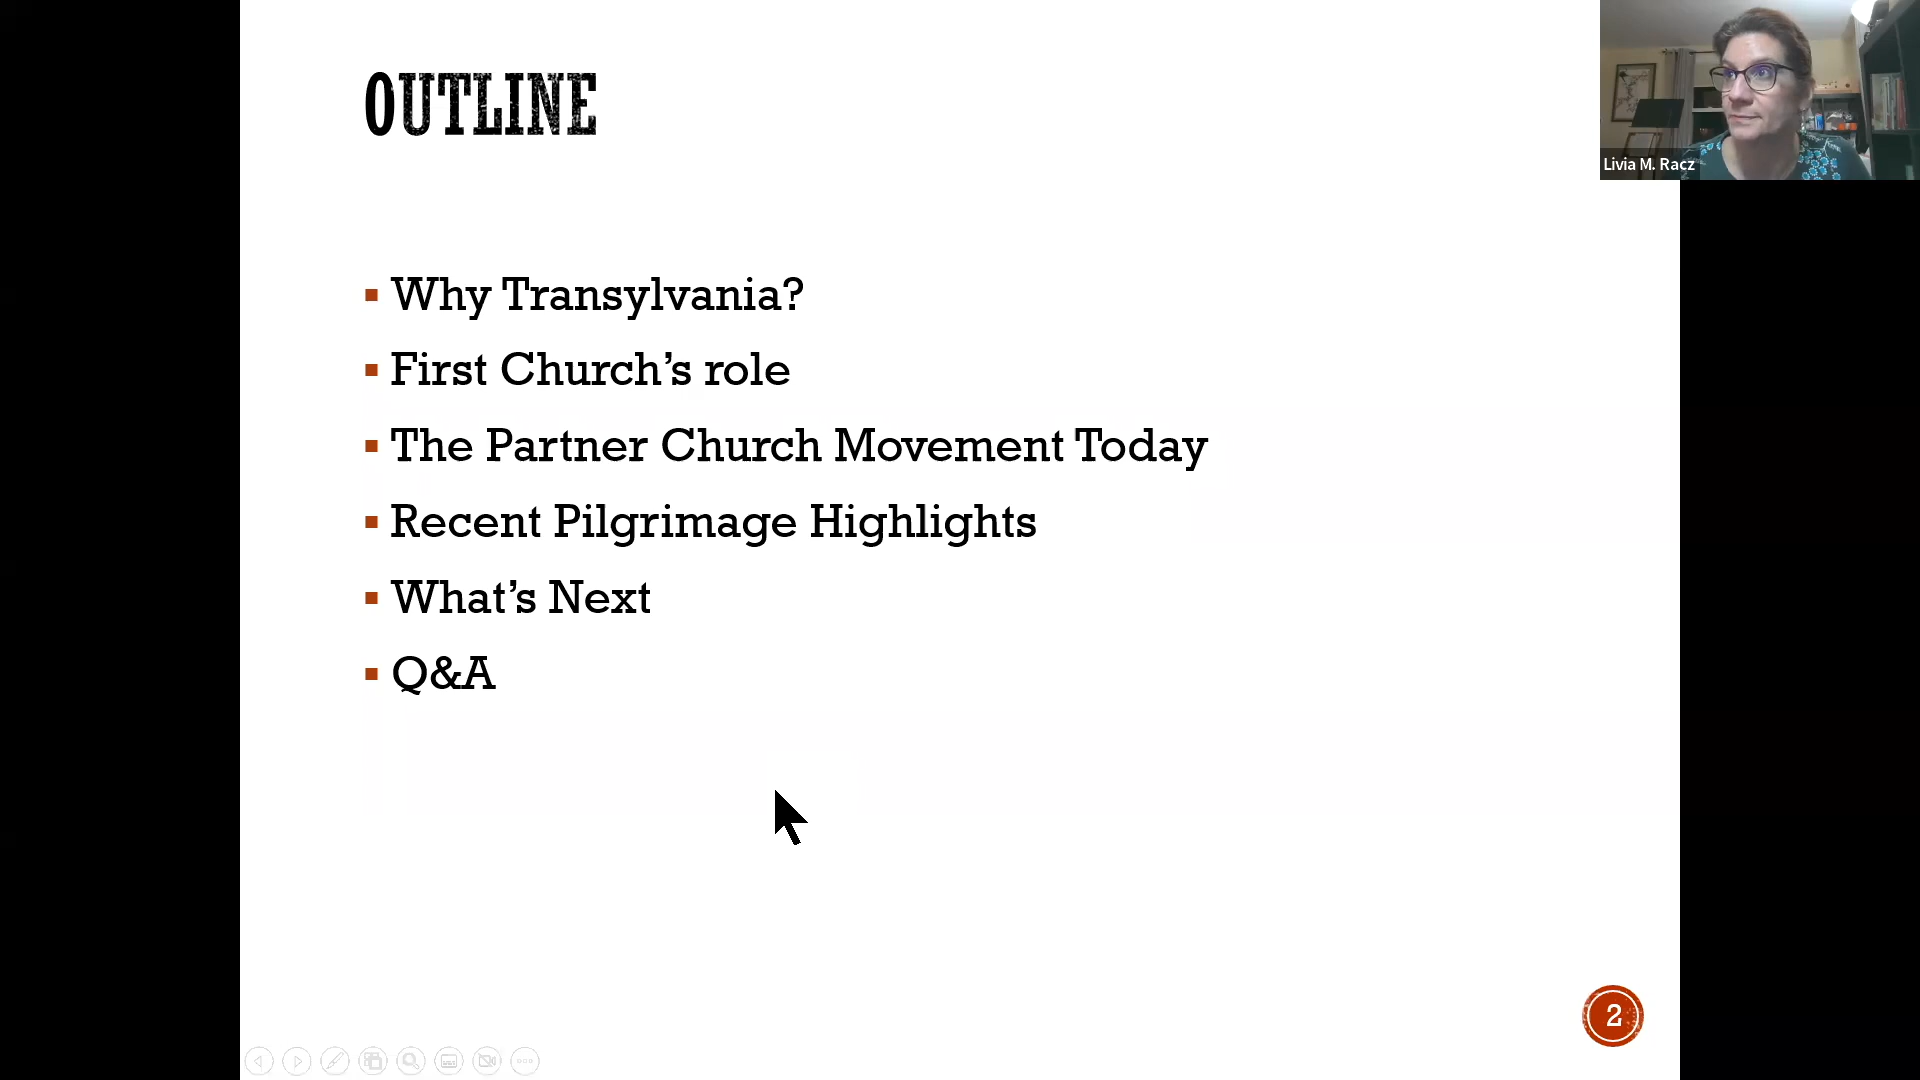 OUTLINE
Livia M. Racz
Why Transylvania?
First Church’s role
The Partner Church Movement Today
Recent Pilgrimage Highlights
What’s Next
Q&A
2